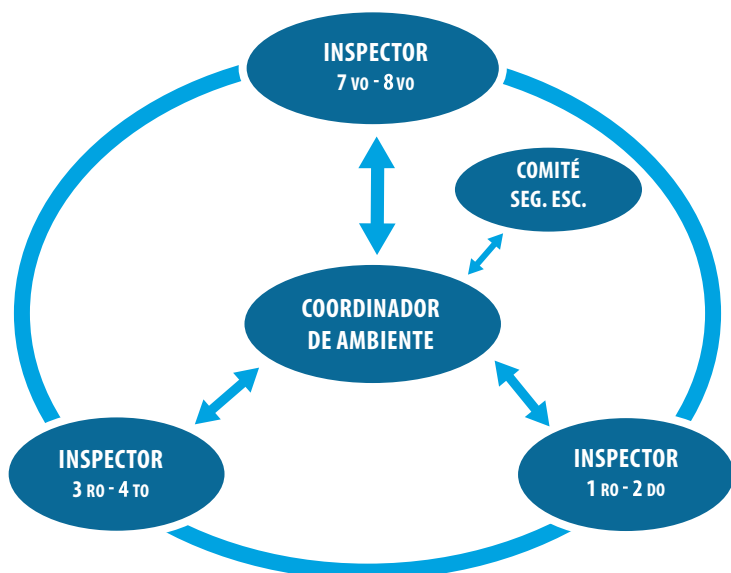 INSPECTOR
7 VO - 8 VO
COMITÉ
SEG. ESC.
COORDINADOR
DE AMBIENTE
INSPECTOR
3 RO - 4 TO
INSPECTOR
1 RO - 2 DO